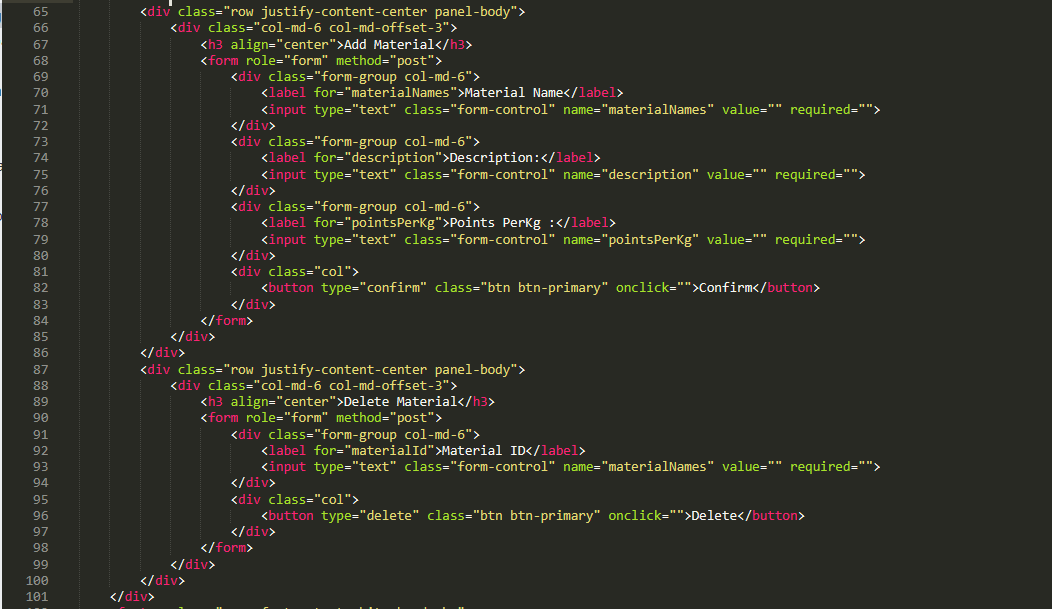 65 <div class="row justify-content-center panel-body">
66 <div class="col-md-6 col-md-offset-3">
67 <h3 align="center">Add Material</h3>
68 <form role="form" method="post">
69 <div class="form-group col-md-6">
70 <label for="materialNames">Material Name</label>
71 <input type="text" class="form-control" name="materialNames" value="" required="">
72 </div>
73 <div class="form-group col-md-6">
74 <label for="description">Description:</label>
75 <input type="text" class="form-control" name="description" value="" required="">
76 </div>
77 <div class="form-group col-md-6">
78 <label for="pointsPerKg">Points PerKg :</label>
79 <input type="text" class="form-control" name="pointsPerKg" value="" required="">
80 </div>
81 <div class="col">
82 <button type="confirm" class="btn btn-primary" onclick="">Confirm</button>
83 </div>
84 </form>
85 </div>
86 </div>
87 <div class="row justify-content-center panel-body">
88 <div class="col-md-6 col-md-offset-3">
89 <h3 align="center">Delete Material</h3>
90 <form role="form" method="post">
91 <div class="form-group col-md-6">
92 <label for="materialId">Material ID</label>
93 <input type="text" class="form-control" name="materialNames" value="" required="">
94 </div>
95 <div class="col">
96 <button type="delete" class="btn btn-primary" onclick="">Delete</button>
97 </div>
98 </form>
99 </div>
100 </div>
101 </div>